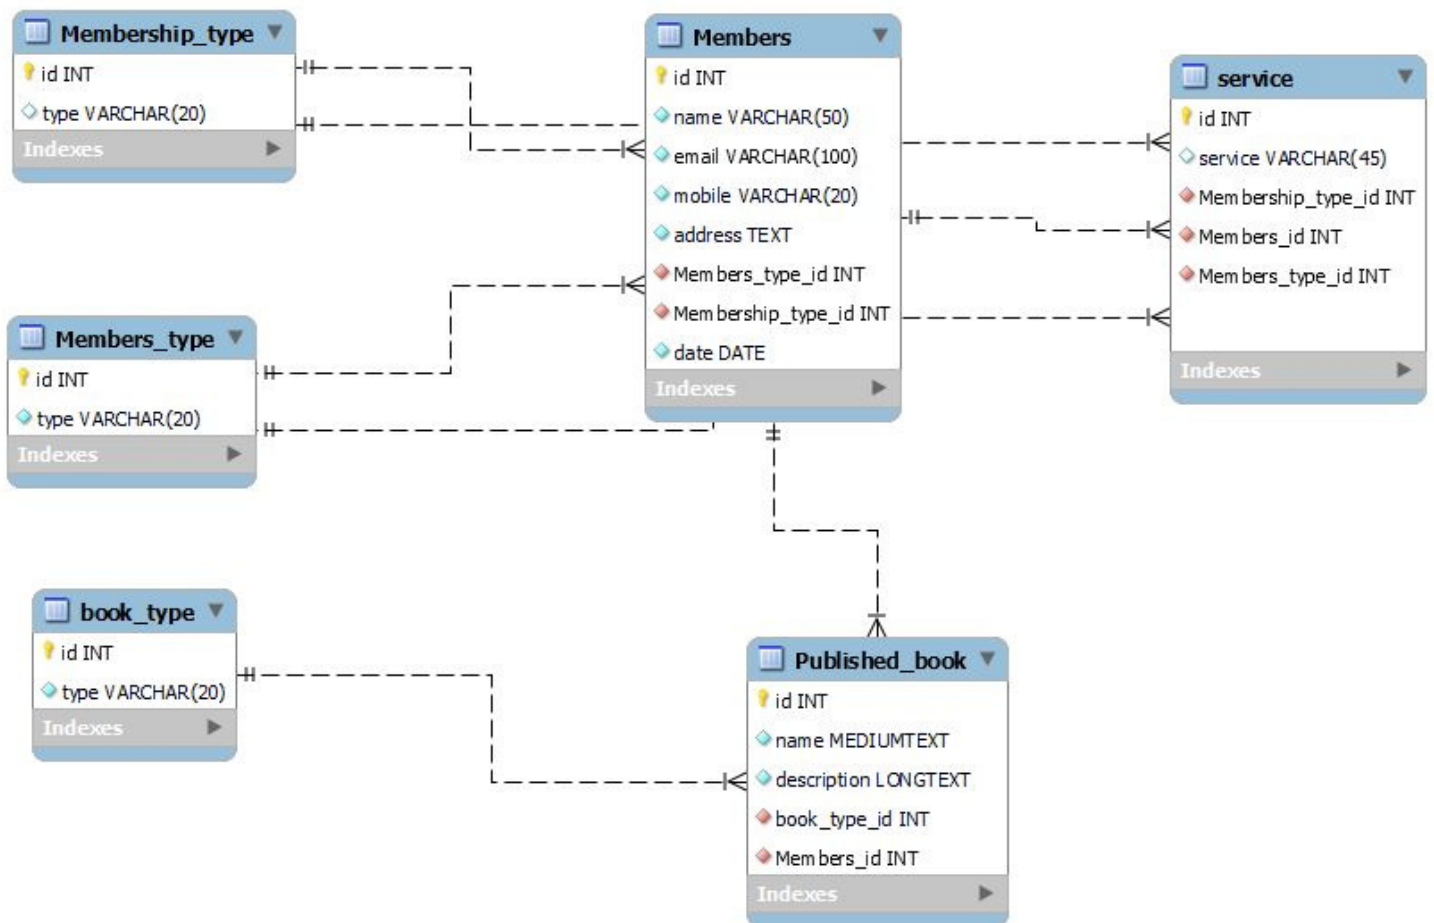 Membership_type
id INT
type VARCHAR(20)
Indexes
Members
id INT
name VARCHAR(50)
email VARCHAR(100)
mobile VARCHAR(20)
address TEXT
Members_type_id INT
Membership_type_id INT
date DATE
Indexes
service
id INT
service VARCHAR(45)
Membership_type_id INT
Members_id INT
Members_type_id INT
Indexes
Members_type
id INT
type VARCHAR(20)
Indexes
book_type
id INT
type VARCHAR(20)
Indexes
Published_book
id INT
name MEDIUMTEXT
description LONGTEXT
book_type_id INT
Members_id INT
Indexes